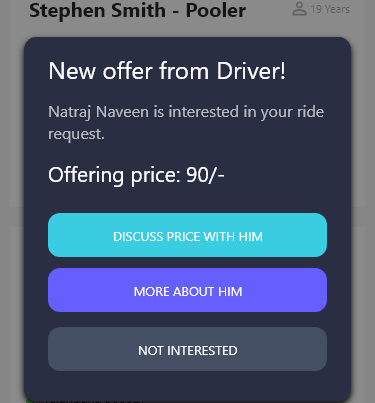 Stephen Smith - Pooler
19 Years
New offer from Driver!
Natraj Naveen is interested in your ride
request.
Offering price: 90/-
DISCUSS PRICE WITH HIM
MORE ABOUT HIM
NOT INTERESTED